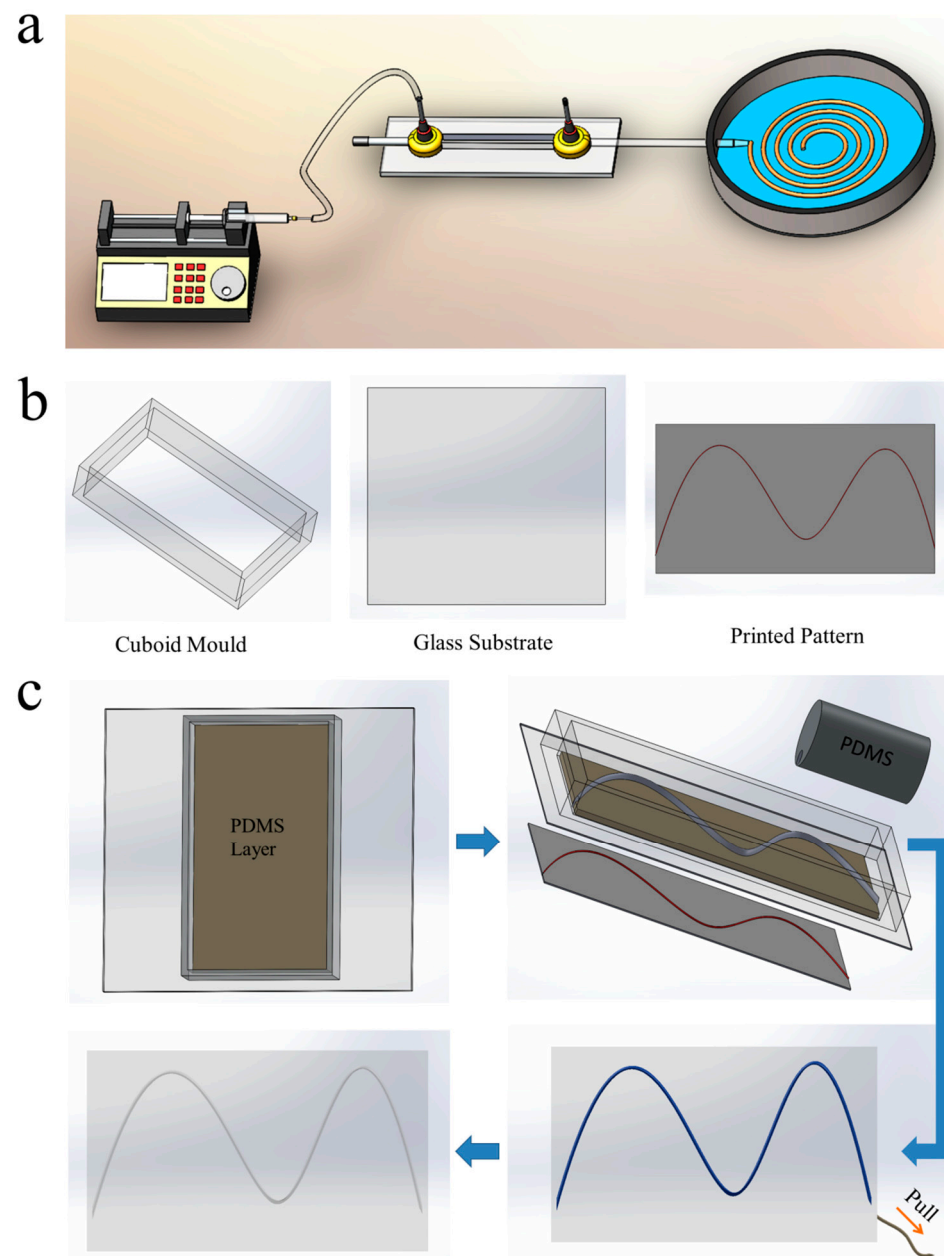 a
b
Cuboid Mould
Glass Substrate
Printed Pattern
c
PDMS
Layer
PDMS
Pull